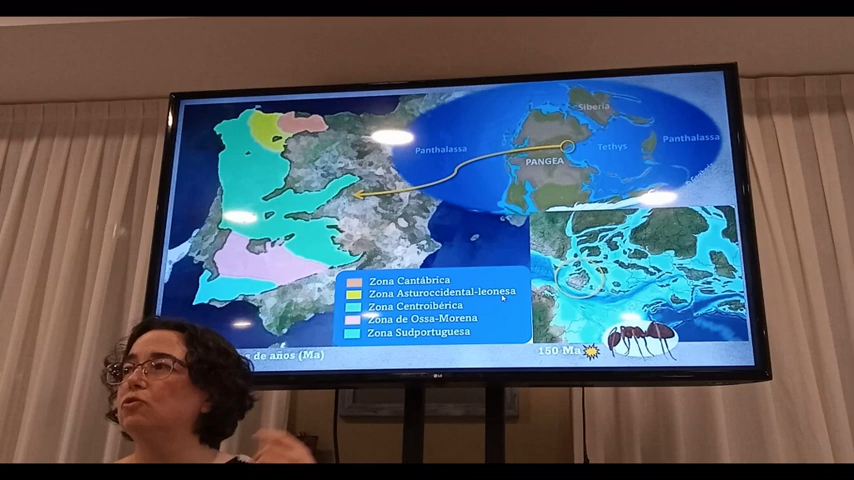 Siberia
Panthalassa
Tethys
Panthalassa
PANGEA
Zona Cantábrica
Zona Asturoccidental-leonesa
Zona Centroibérica
Zona de Ossa-Morena
Zona Sudportuguesa
de años (Ma)
150 Ma
LG